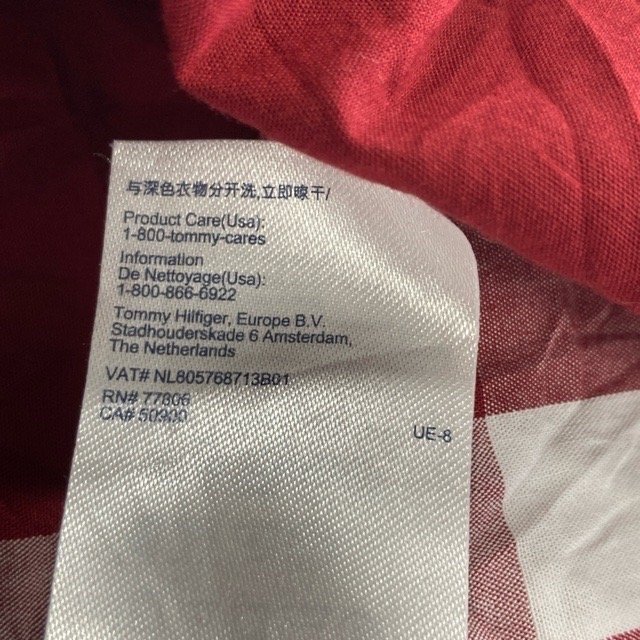 与深色衣物分开洗,立即晾干/
Product Care(Usa):
1-800-tommy-cares
Information
De Nettoyage(Usa):
1-800-866-6922
Tommy Hilfiger, Europe B.V.
Stadhouderskade 6 Amsterdam,
The Netherlands
VAT# NL805768713B01
RN# 77806
CA# 50900
UE-8